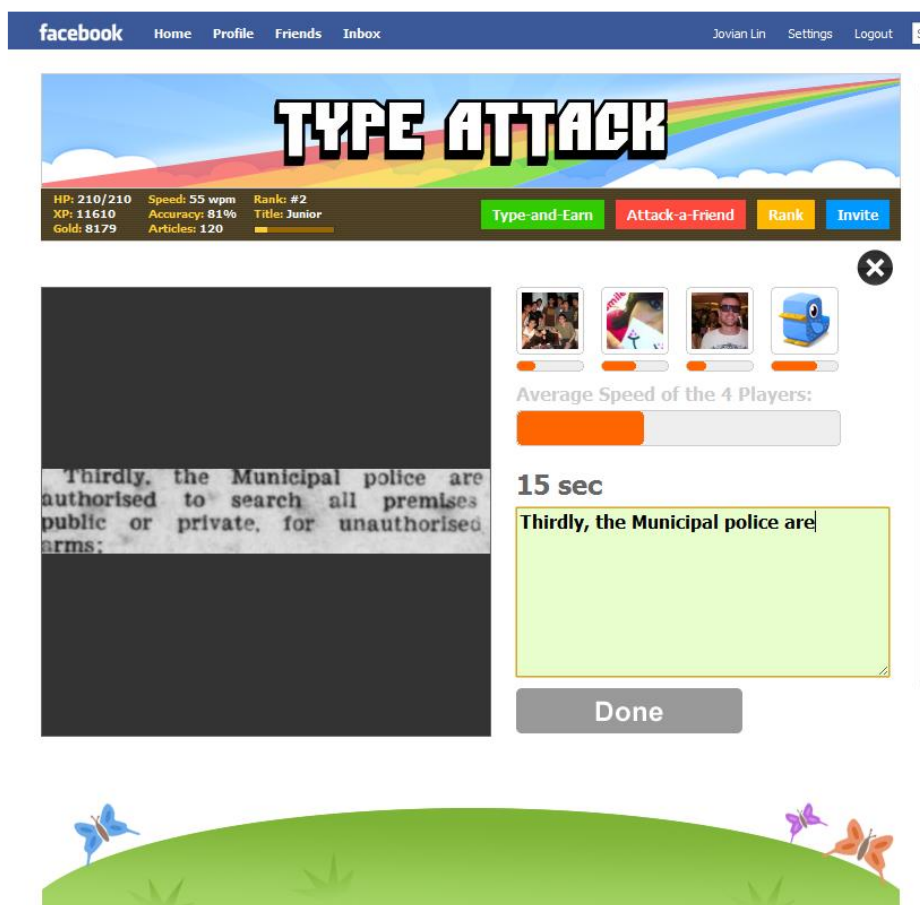 facebook Home Profile Friends Inbox Jovian Lin Settings Logout S
TYPE ATTACK
HP: 210/210 Speed: 55 wpm Rank: #2
XP: 11610 Accuracy: 81% Title: Junior
Gold: 8179 Articles: 120
Type-and-Earn Attack-a-Friend Rank Invite
smile
Average Speed of the 4 Players:
Thirdly, the Municipal police are
authorised to search all premises
public or private, for unauthorised
arms;
15 sec
Thirdly, the Municipal police are
Done